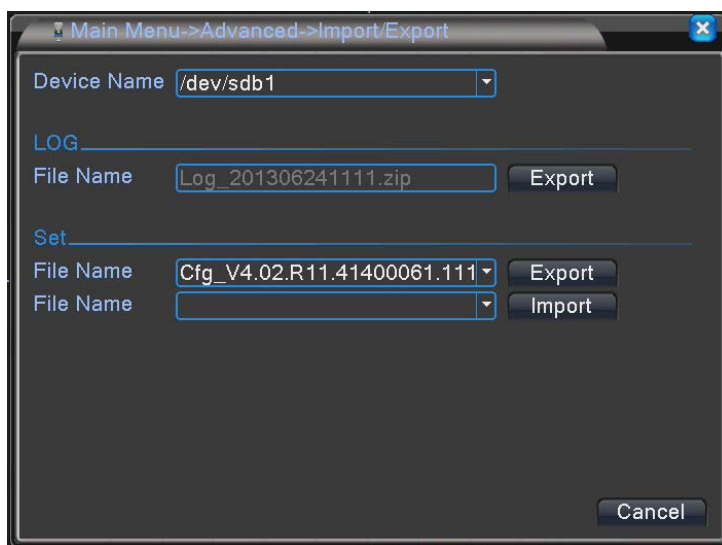 Main Menu->Advanced->Import/Export
Device Name /dev/sdb1
LOG
File Name Log_201306241111.zip Export
Set
File Name Cfg_V4.02.R11.41400061.111 Export
File Name Import
Cancel